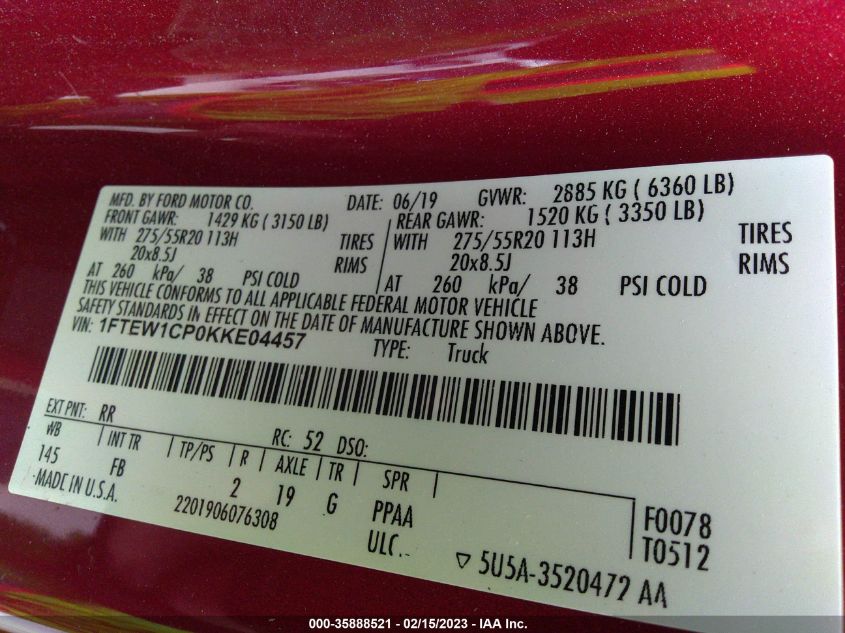 MFD. BY FORD MOTOR CO. DATE: 06/19 GVWR: 2885 KG ( 6360 LB)
FRONT GAWR: 1429 KG ( 3150 LB) REAR GAWR: 1520 KG ( 3350 LB)
WITH 275/55R20 113H TIRES WITH 275/55R20 113H TIRES
20x8.5J RIMS 20x8.5J RIMS
AT 260 kPa/ 38 PSI COLD AT 260 kPa/ 38 PSI COLD
THIS VEHICLE CONFORMS TO ALL APPLICABLE FEDERAL MOTOR VEHICLE
SAFETY STANDARDS IN EFFECT ON THE DATE OF MANUFACTURE SHOWN ABOVE.
VIN: 1FTEW1CP0KKE04457 TYPE: Truck
EXT PNT: RR RC: 52 DSO:
WB INT TR TP/PS R AXLE TR SPR
145 FB 2 19 G PPAA F0078
MADE IN U.S.A. 2201906076308 ULC.- T0512
5U5A-3520472 AA
000-35888521 - 02/15/2023 - IAA Inc.